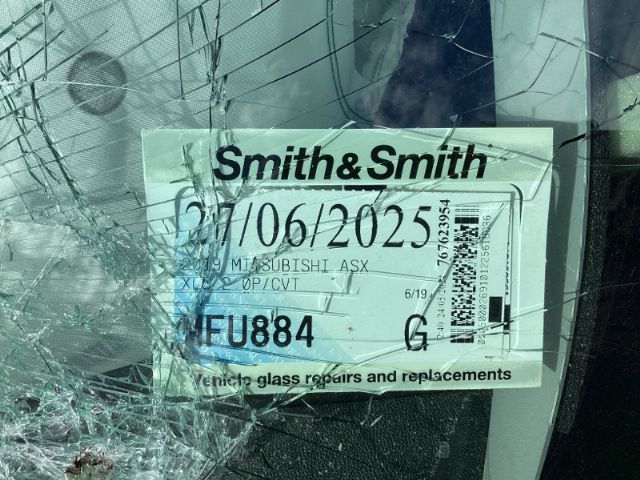 Smith&Smith
27/06/2025
2019 MITSUBISHI ASX
XLS 2.0P/CVT
6/19
MFU884
G
767623954
Vehicle glass repairs and replacements